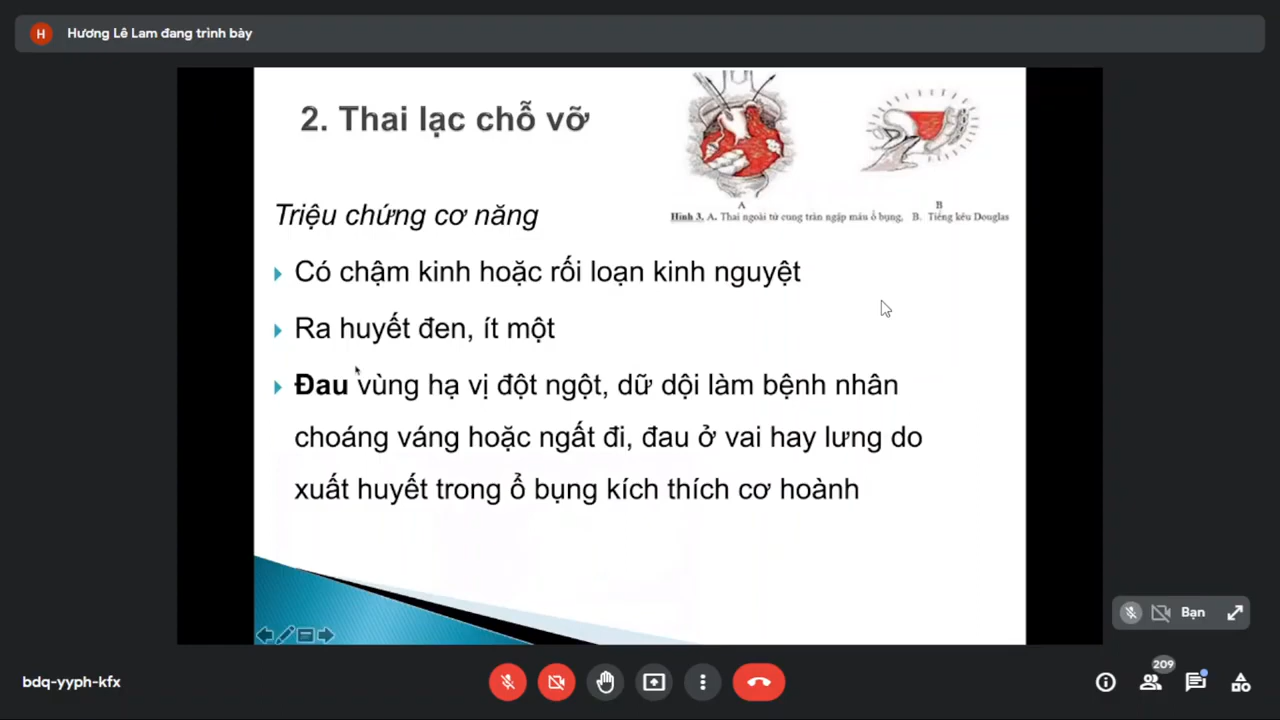 H Hương Lê Lam đang trình bày
2. Thai lạc chỗ vỡ
A B
Hình 3. A. Thai ngoài tử cung tràn ngập máu ổ bụng, B. Tiếng kêu Douglas
Triệu chứng cơ năng
Có chậm kinh hoặc rối loạn kinh nguyệt
Ra huyết đen, ít một
Đau vùng hạ vị đột ngột, dữ dội làm bệnh nhân
choáng váng hoặc ngất đi, đau ở vai hay lưng do
xuất huyết trong ổ bụng kích thích cơ hoành
Bạn
bdq-yyph-kfx
209